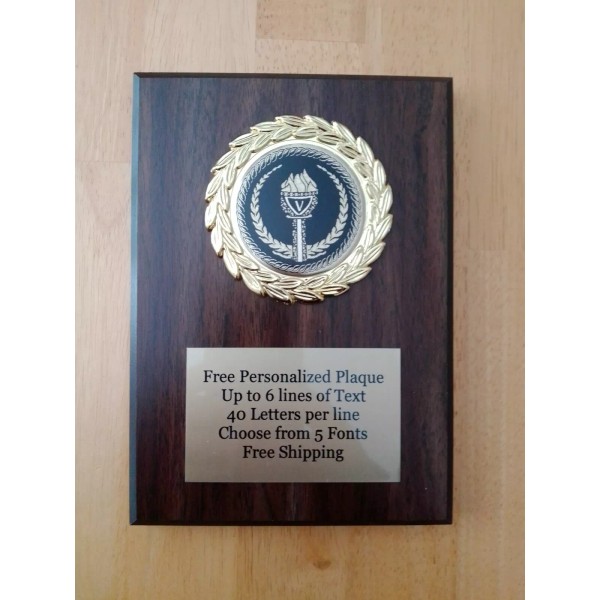 V
Free Personalized Plaque
Up to 6 lines of Text
40 Letters per line
Choose from 5 Fonts
Free Shipping